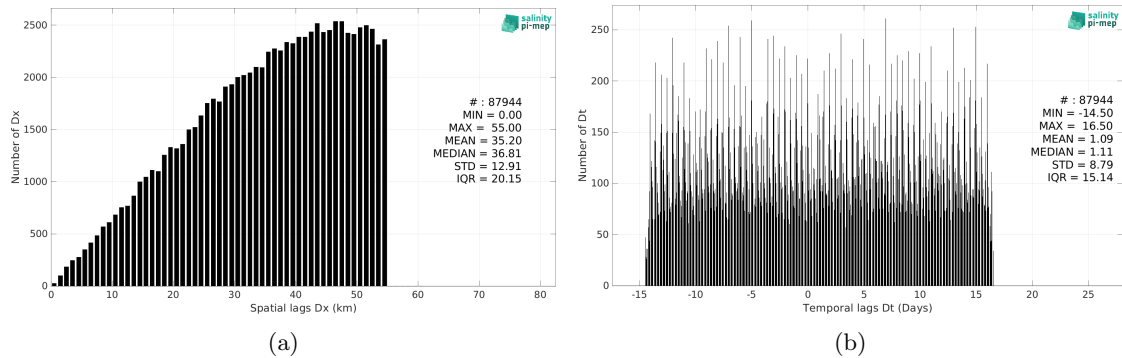 salinity
pi-mep
Number of Dx
2500
2000
1500
1000
500
0
# : 87944
MIN = 0.00
MAX = 55.00
MEAN = 35.20
MEDIAN = 36.81
STD = 12.91
IQR = 20.15
0 10 20 30 40 50 60 70 80
Spatial lags Dx (km)
(a)
salinity
pi-mep
Number of Dt
250
200
150
100
50
0
# : 87944
MIN = -14.50
MAX = 16.50
MEAN = 1.09
MEDIAN = 1.11
STD = 8.79
IQR = 15.14
-15 -10 -5 0 5 10 15 20 25
Temporal lags Dt (Days)
(b)